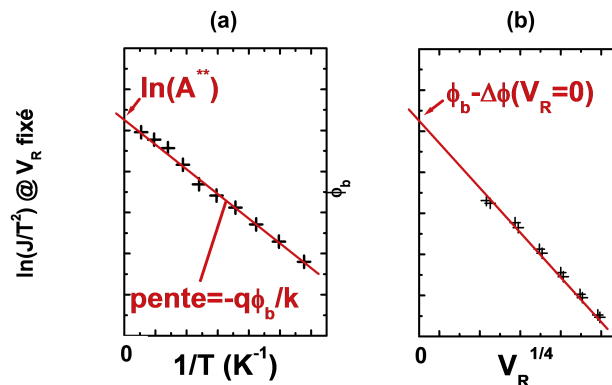 (a)
ln(A**)
ln(J/T²) @ V_R fixé
pente=-qϕ_b/k
0
1/T (K⁻¹)
(b)
ϕ_b-Δϕ(V_R=0)
ϕ_b
0
V_R^1/4